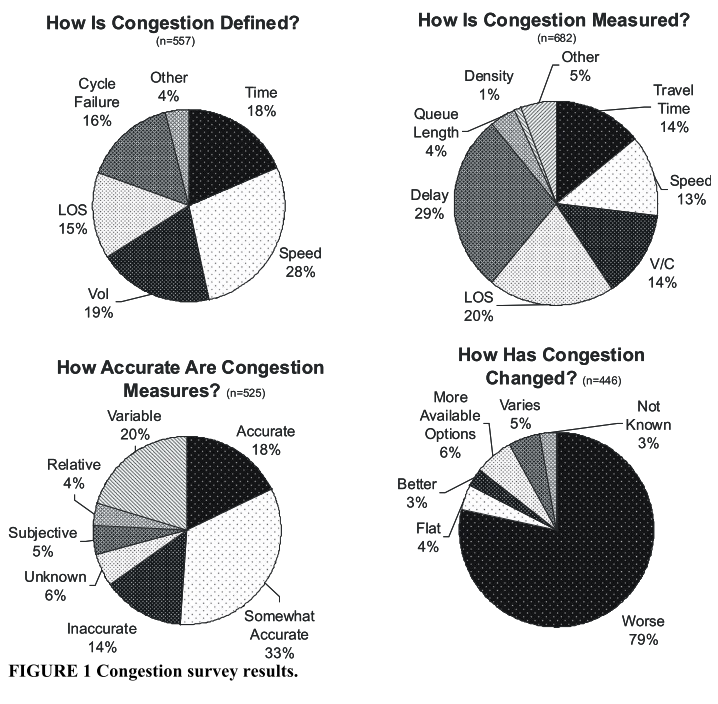 How Is Congestion Defined?
(n=557)
Other
4%
Time
18%
Cycle
Failure
16%
LOS
15%
Speed
28%
Vol
19%
How Is Congestion Measured?
(n=682)
Other
5%
Density
1%
Travel
Time
14%
Queue
Length
4%
Speed
13%
Delay
29%
V/C
14%
LOS
20%
How Accurate Are Congestion
Measures? (n=525)
Variable
20%
Accurate
18%
Relative
4%
Subjective
5%
Unknown
6%
Inaccurate
14%
Somewhat
Accurate
33%
How Has Congestion
Changed? (n=446)
More
Available
Options
6%
Varies
5%
Not
Known
3%
Better
3%
Flat
4%
Worse
79%
FIGURE 1 Congestion survey results.